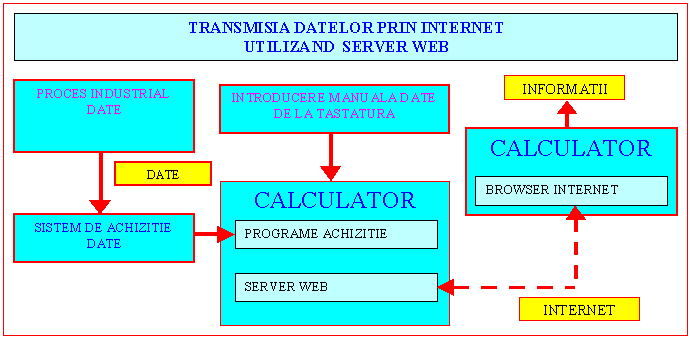 TRANSMISIA DATELOR PRIN INTERNET
UTILIZAND SERVER WEB
PROCES INDUSTRIAL
DATE
INTRODUCERE MANUALA DATE
DE LA TASTATURA
INFORMATII
DATE
CALCULATOR
BROWSER INTERNET
SISTEM DE ACHIZITIE
DATE
CALCULATOR
PROGRAME ACHIZITIE
SERVER WEB
INTERNET